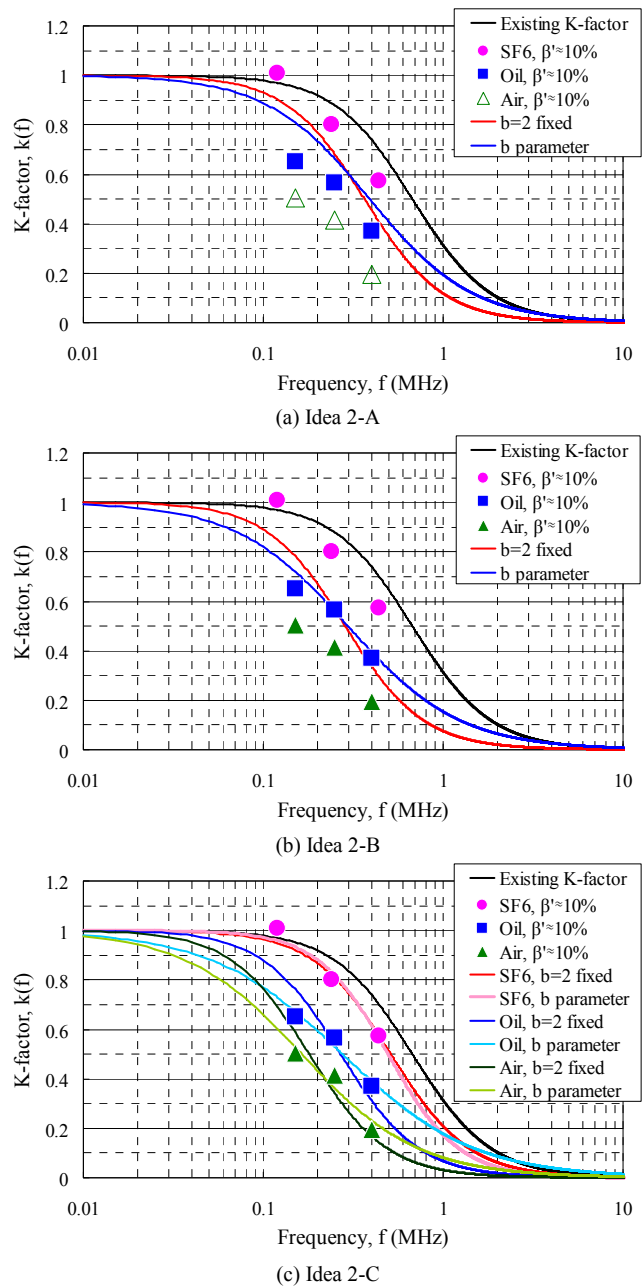 1.2
1
0.8
0.6
0.4
0.2
0
K-factor, k(f)
Existing K-factor
SF6, β'≈10%
Oil, β'≈10%
Air, β'≈10%
b=2 fixed
b parameter
0.01 0.1 1 10
Frequency, f (MHz)
(a) Idea 2-A
1.2
1
0.8
0.6
0.4
0.2
0
K-factor, k(f)
Existing K-factor
SF6, β'≈10%
Oil, β'≈10%
Air, β'≈10%
b=2 fixed
b parameter
0.01 0.1 1 10
Frequency, f (MHz)
(b) Idea 2-B
1.2
1
0.8
0.6
0.4
0.2
0
K-factor, k(f)
Existing K-factor
SF6, β'≈10%
Oil, β'≈10%
Air, β'≈10%
SF6, b=2 fixed
SF6, b parameter
Oil, b=2 fixed
Oil, b parameter
Air, b=2 fixed
Air, b parameter
0.01 0.1 1 10
Frequency, f (MHz)
(c) Idea 2-C